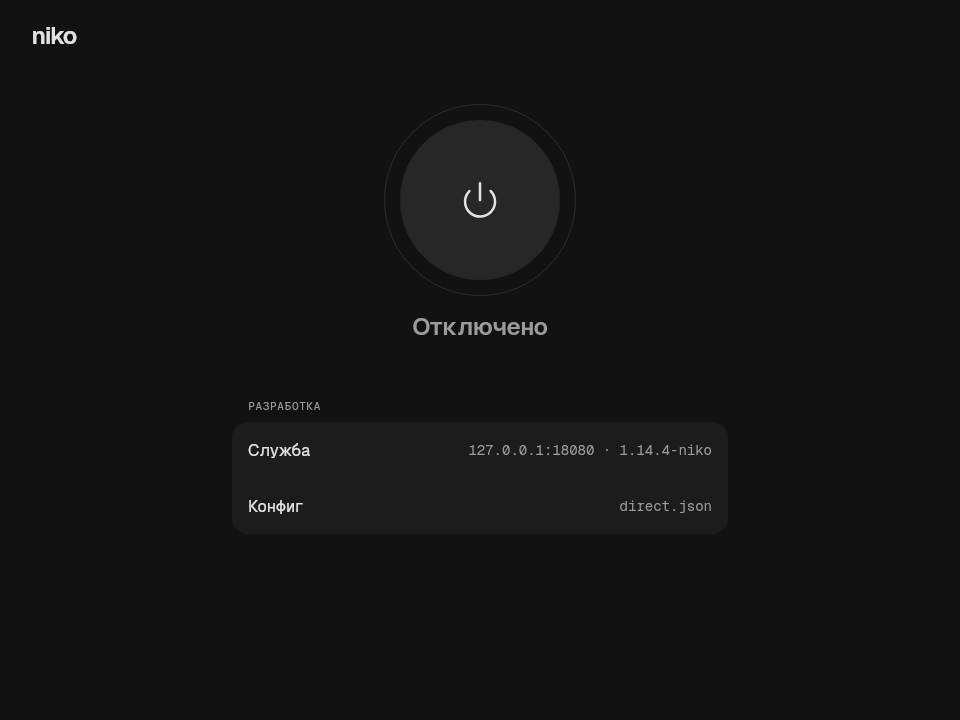 niko
Отключено
РАЗРАБОТКА
Служба 127.0.0.1:18080 · 1.14.4-niko
Конфиг direct.json